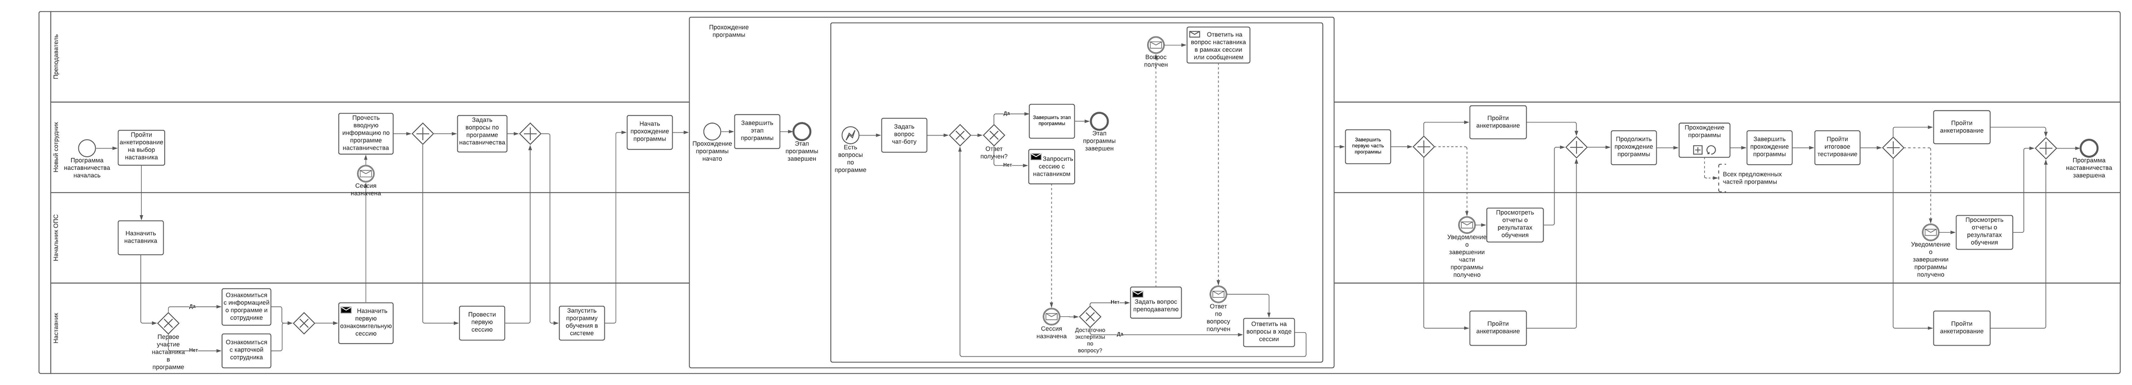 Преподаватель
Новый сотрудник
Начальник ОПС
Наставник
Программа
наставничества
началась
Пройти
анкетирование
на выбор
наставника
Назначить
наставника
Первое
участие
наставника
в
программе
Да
Нет
Ознакомиться
с информацией
о программе и
сотруднике
Ознакомиться
с карточкой
сотрудника
Назначить
первую
ознакомительную
сессию
Сессия
назначена
Прочесть
вводную
информацию по
программе
наставничества
Задать
вопросы по
программе
наставничества
Провести
первую
сессию
Запустить
программу
обучения в
системе
Начать
прохождение
программы
Прохождение
программы
Прохождение
программы
начато
Завершить
этап
программы
Этап
программы
завершен
Есть
вопросы
по
программе
Задать
вопрос
чат-боту
Ответ
получен?
Да
Нет
Завершить этап
программы
Этап
программы
завершен
Запросить
сессию с
наставником
Сессия
назначена
Достаточно
экспертизы
по
вопросу?
Нет
Да
Задать вопрос
преподавателю
Вопрос
получен
Ответить на
вопрос наставника
в рамках сессии
или сообщением
Ответ
по
вопросу
получен
Ответить на
вопросы в ходе
сессии
Завершить
первую часть
программы
Пройти
анкетирование
Уведомление
о
завершении
части
программы
получено
Просмотреть
отчеты о
результатах
обучения
Пройти
анкетирование
Продолжить
прохождение
программы
Прохождение
программы
Всех предложенных
частей программы
Завершить
прохождение
программы
Пройти
итоговое
тестирование
Пройти
анкетирование
Уведомление
о
завершении
программы
получено
Просмотреть
отчеты о
результатах
обучения
Пройти
анкетирование
Программа
наставничества
завершена